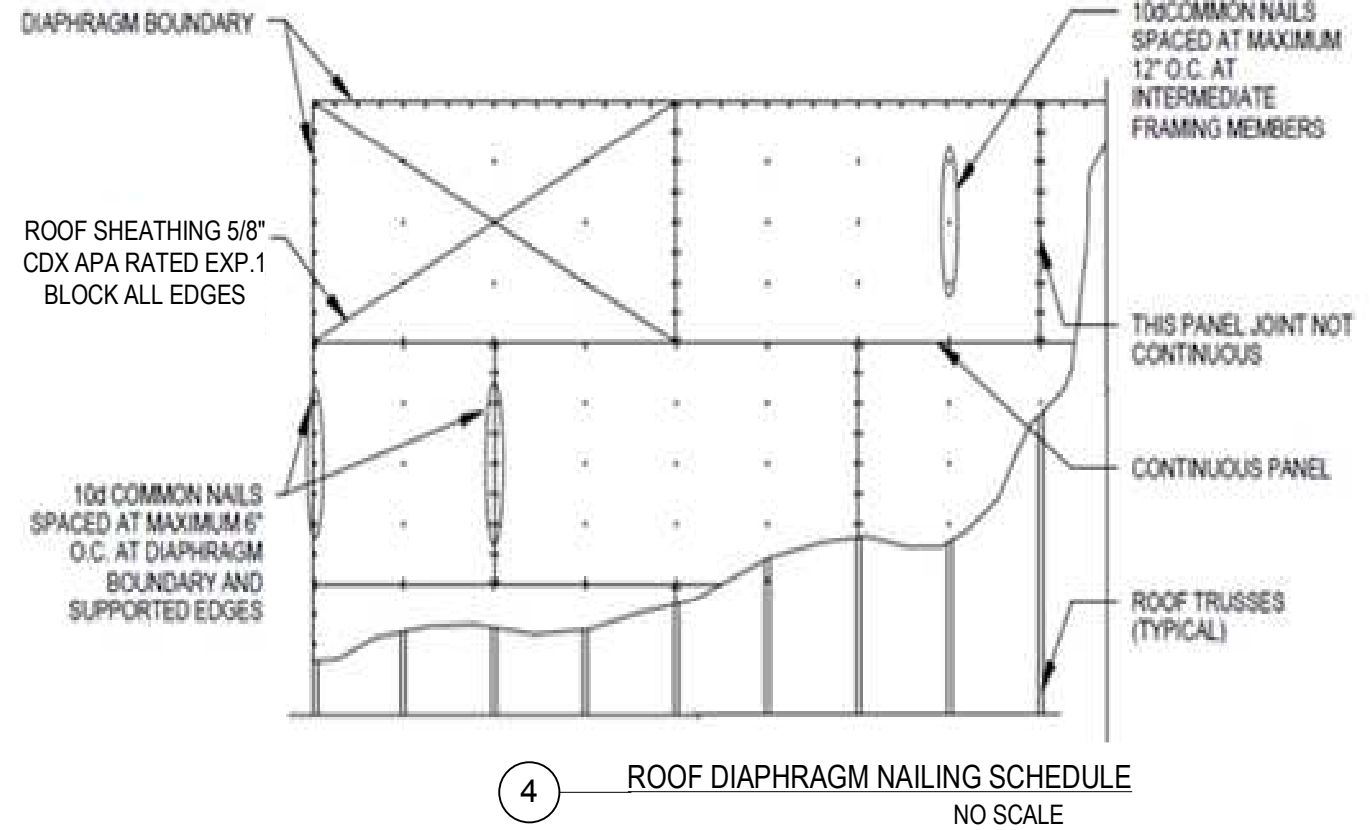 DIAPHRAGM BOUNDARY
10dCOMMON NAILS
SPACED AT MAXIMUM
12" O.C. AT
INTERMEDIATE
FRAMING MEMBERS
ROOF SHEATHING 5/8"
CDX APA RATED EXP.1
BLOCK ALL EDGES
THIS PANEL JOINT NOT
CONTINUOUS
10d COMMON NAILS
SPACED AT MAXIMUM 6"
O.C. AT DIAPHRAGM
BOUNDARY AND
SUPPORTED EDGES
CONTINUOUS PANEL
ROOF TRUSSES
(TYPICAL)
4 ROOF DIAPHRAGM NAILING SCHEDULE
NO SCALE